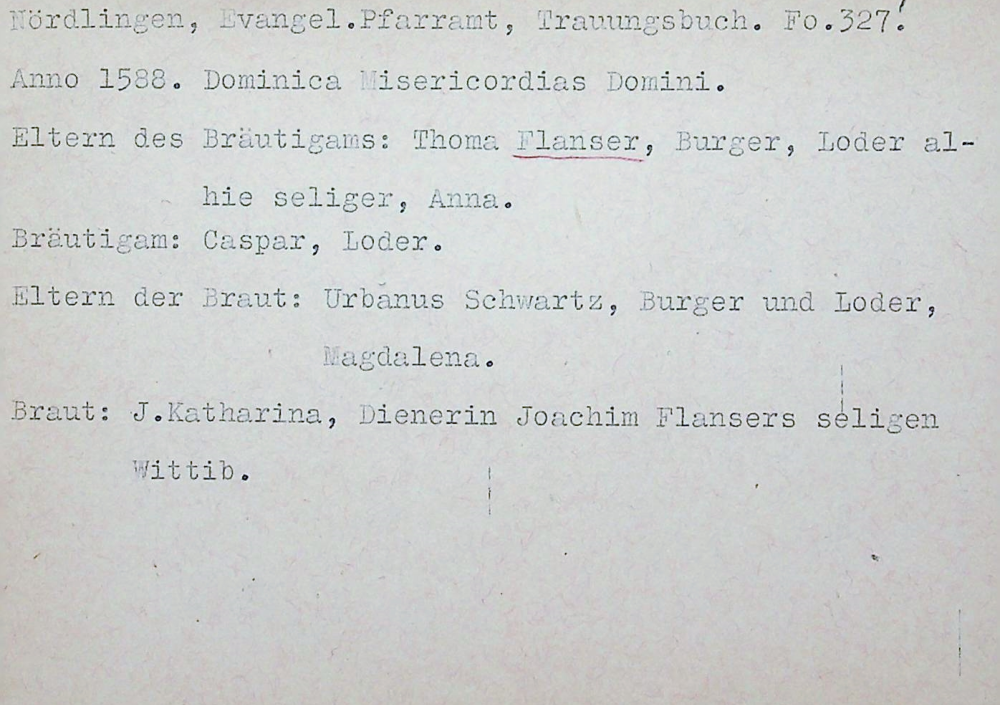 Nördlingen, Evangel.Pfarramt, Trauungsbuch. Fo.327!
Anno 1588. Dominica Misericordias Domini.
Eltern des Bräutigams: Thoma Flanser, Burger, Loder al-
hie seliger, Anna.
Bräutigam: Caspar, Loder.
Eltern der Braut: Urbanus Schwartz, Burger und Loder,
Magdalena.
Braut: J.Katharina, Dienerin Joachim Flansers seligen
Wittib.